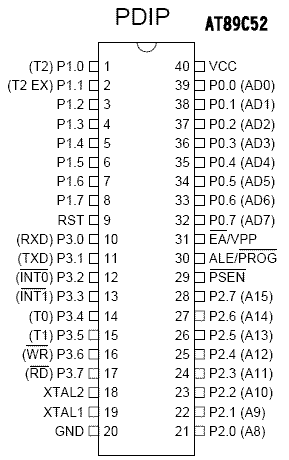 PDIP AT89C52
(T2) P1.0 1 40 VCC
(T2 EX) P1.1 2 39 P0.0 (AD0)
P1.2 3 38 P0.1 (AD1)
P1.3 4 37 P0.2 (AD2)
P1.4 5 36 P0.3 (AD3)
P1.5 6 35 P0.4 (AD4)
P1.6 7 34 P0.5 (AD5)
P1.7 8 33 P0.6 (AD6)
RST 9 32 P0.7 (AD7)
(RXD) P3.0 10 31 E̅A̅/VPP
(TXD) P3.1 11 30 ALE/P̅R̅O̅G̅
(I̅N̅T̅0̅) P3.2 12 29 P̅S̅E̅N̅
(I̅N̅T̅1̅) P3.3 13 28 P2.7 (A15)
(T0) P3.4 14 27 P2.6 (A14)
(T1) P3.5 15 26 P2.5 (A13)
(W̅R̅) P3.6 16 25 P2.4 (A12)
(R̅D̅) P3.7 17 24 P2.3 (A11)
XTAL2 18 23 P2.2 (A10)
XTAL1 19 22 P2.1 (A9)
GND 20 21 P2.0 (A8)